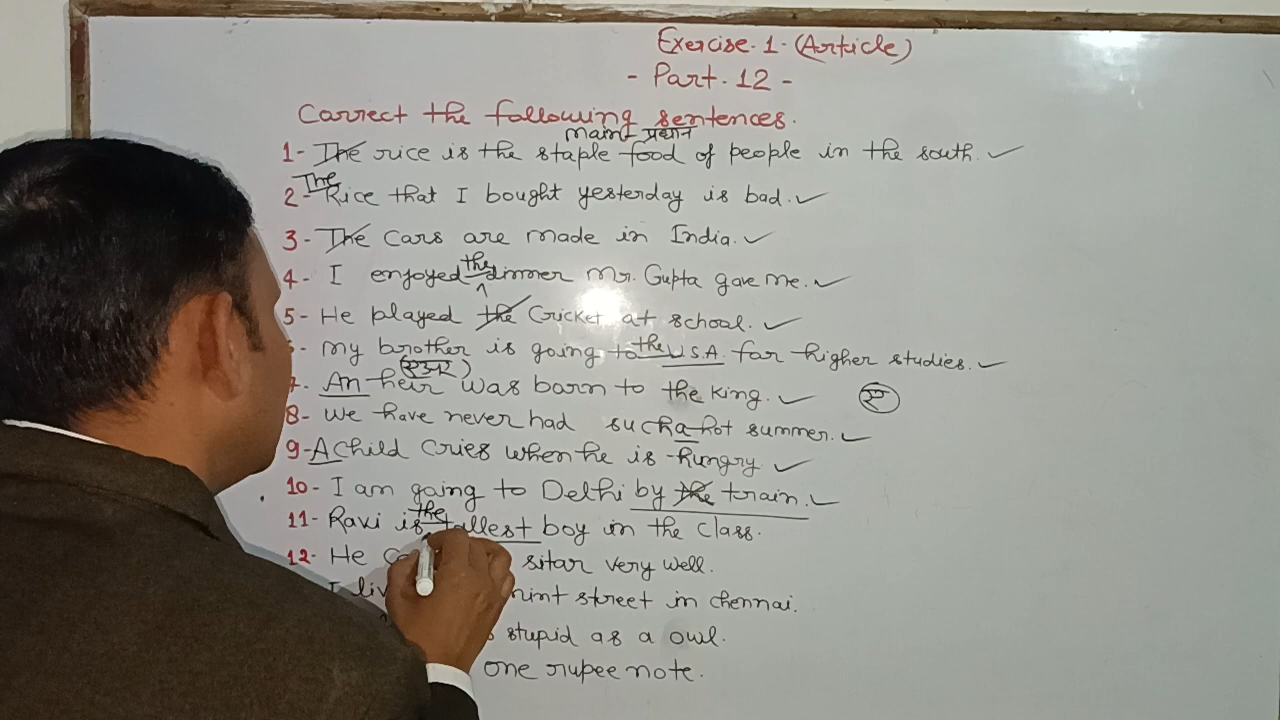 Exercise-1-(Article)
- Part-12 -
Correct the following sentences.
main- प्रधान
1- The rice is the staple food of people in the south.
The
2- Rice that I bought yesterday is bad.
3- The cars are made in India.
the
4- I enjoyed dinner Mr. Gupta gave me.
5- He played the cricket at school.
6- My brother is going to the U.S.A. for higher studies.
7- An heir was born to the king.
8- We have never had such a hot summer.
9- A child cries when he is hungry
10- I am going to Delhi by the train.
the
11- Ravi is tallest boy in the class.
12- He sitar very well.
I mint street in chennai.
stupid as a owl.
one rupee note.